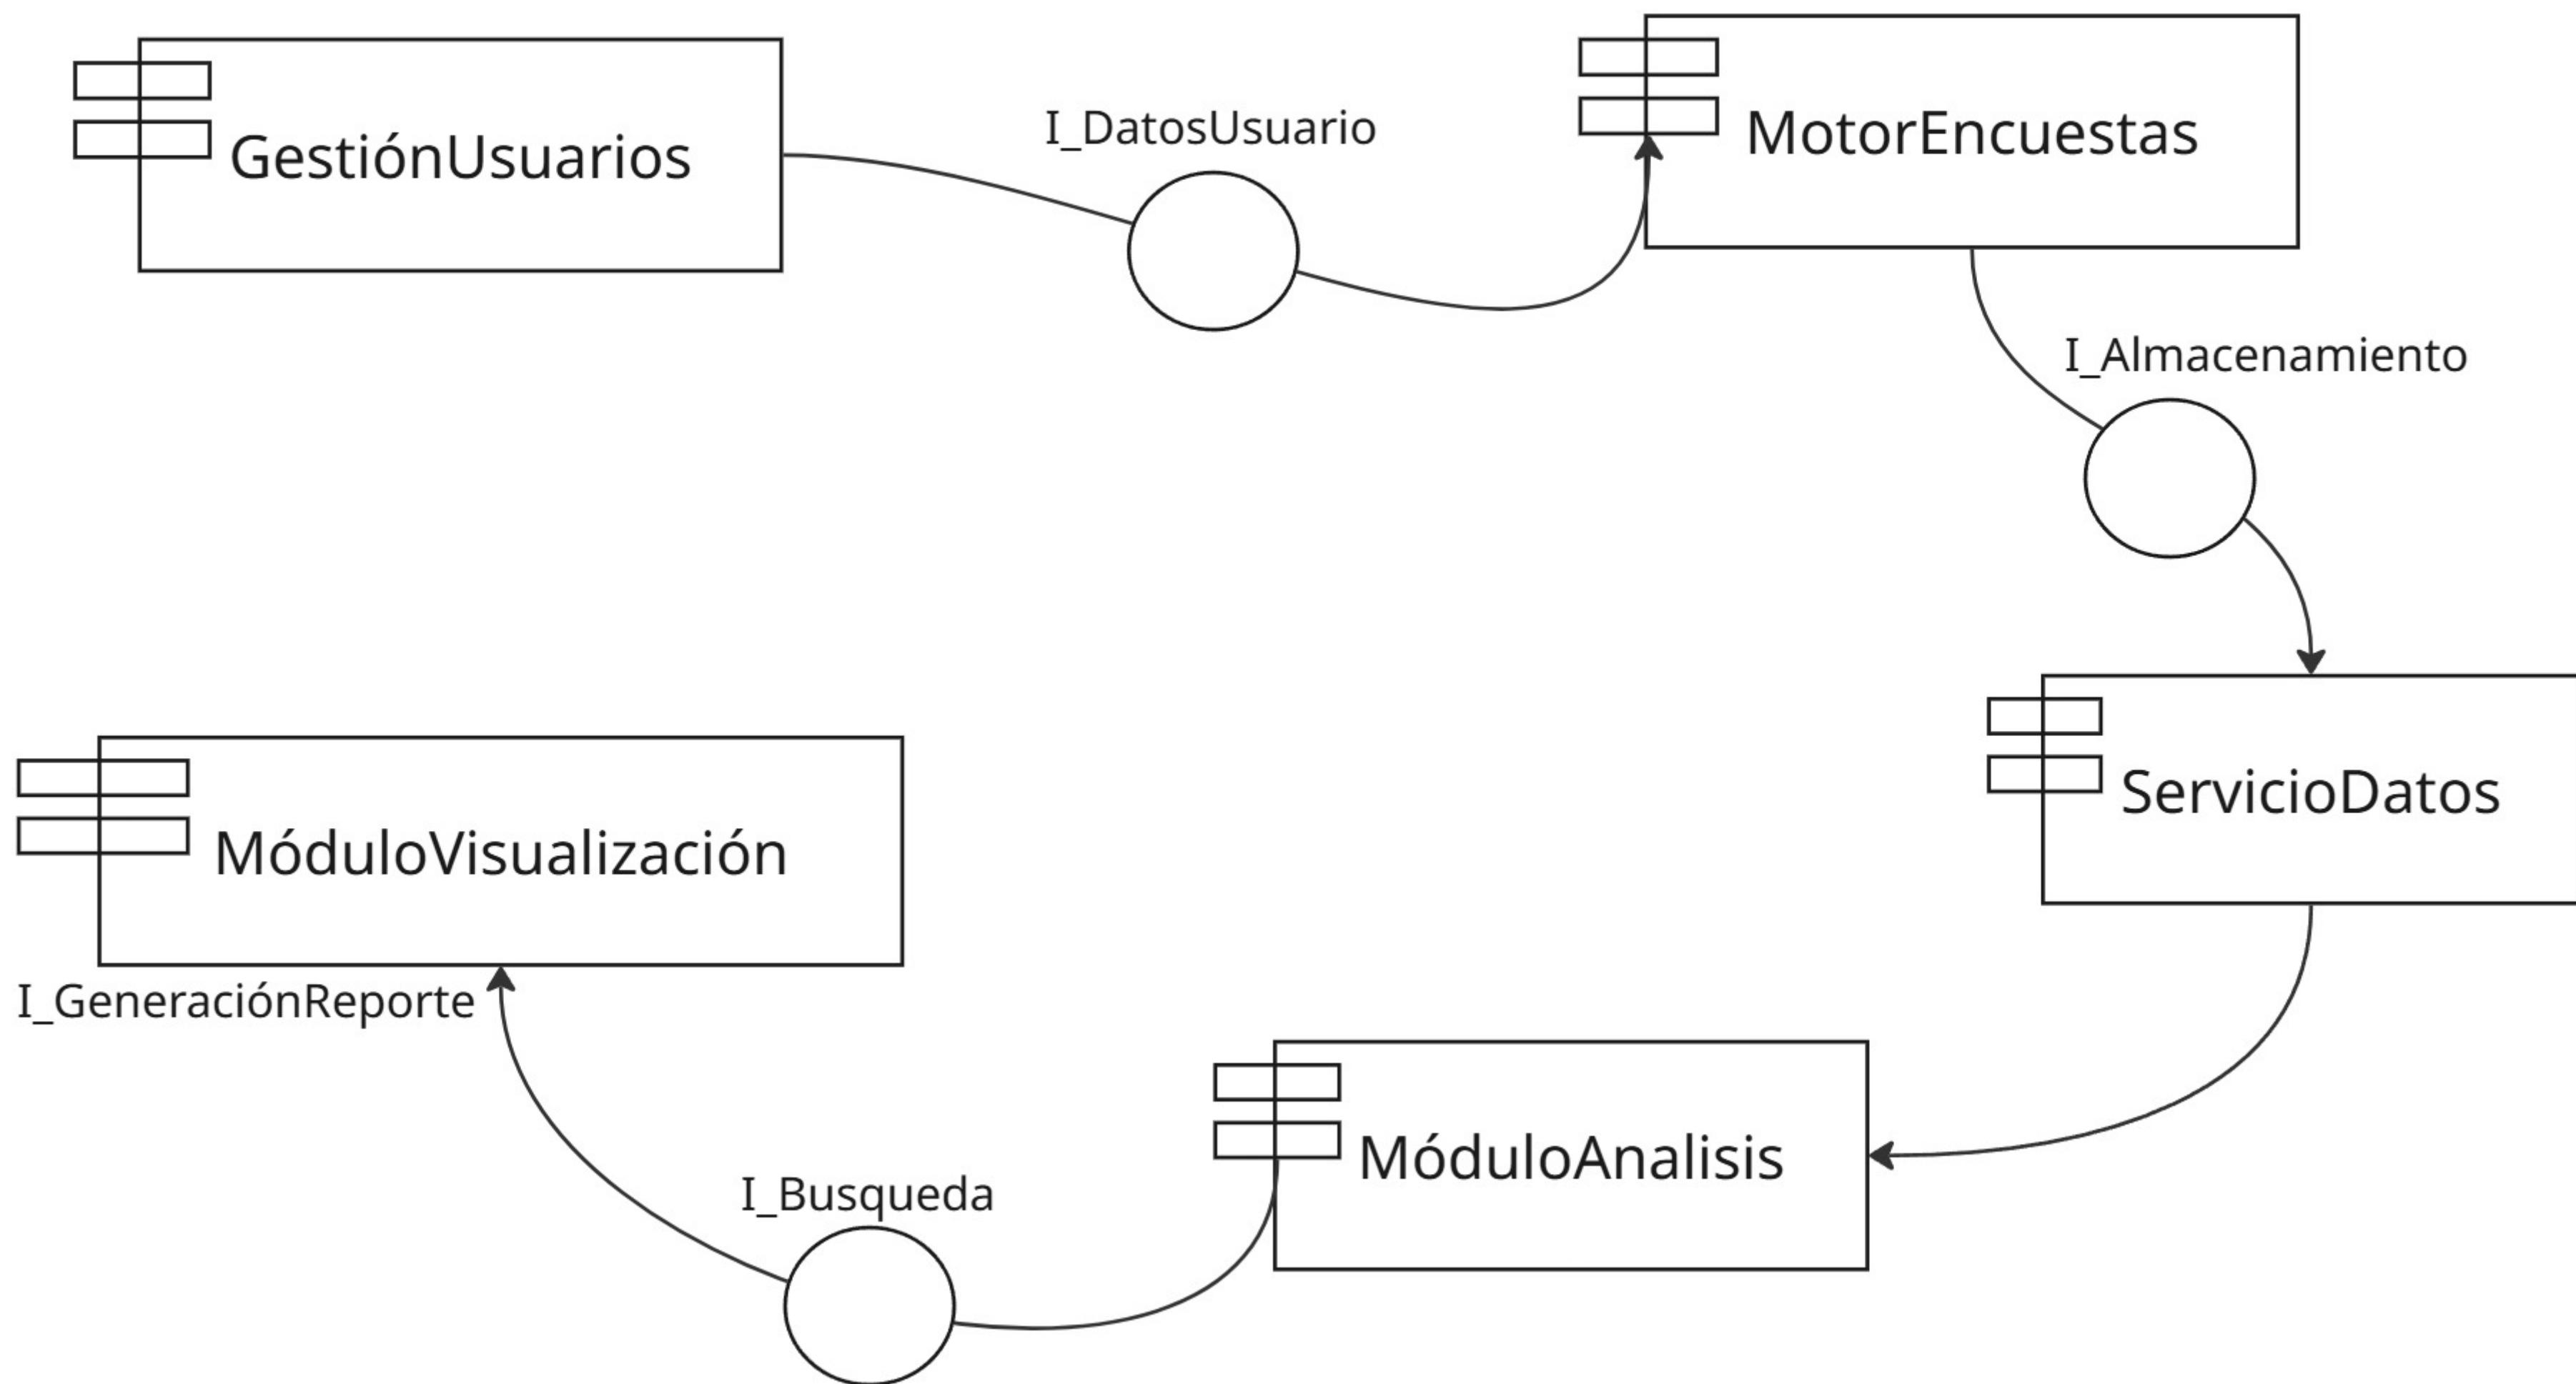 GestiónUsuarios
I_DatosUsuario
MotorEncuestas
I_Almacenamiento
ServicioDatos
MóduloVisualización
I_GeneraciónReporte
MóduloAnalisis
I_Busqueda